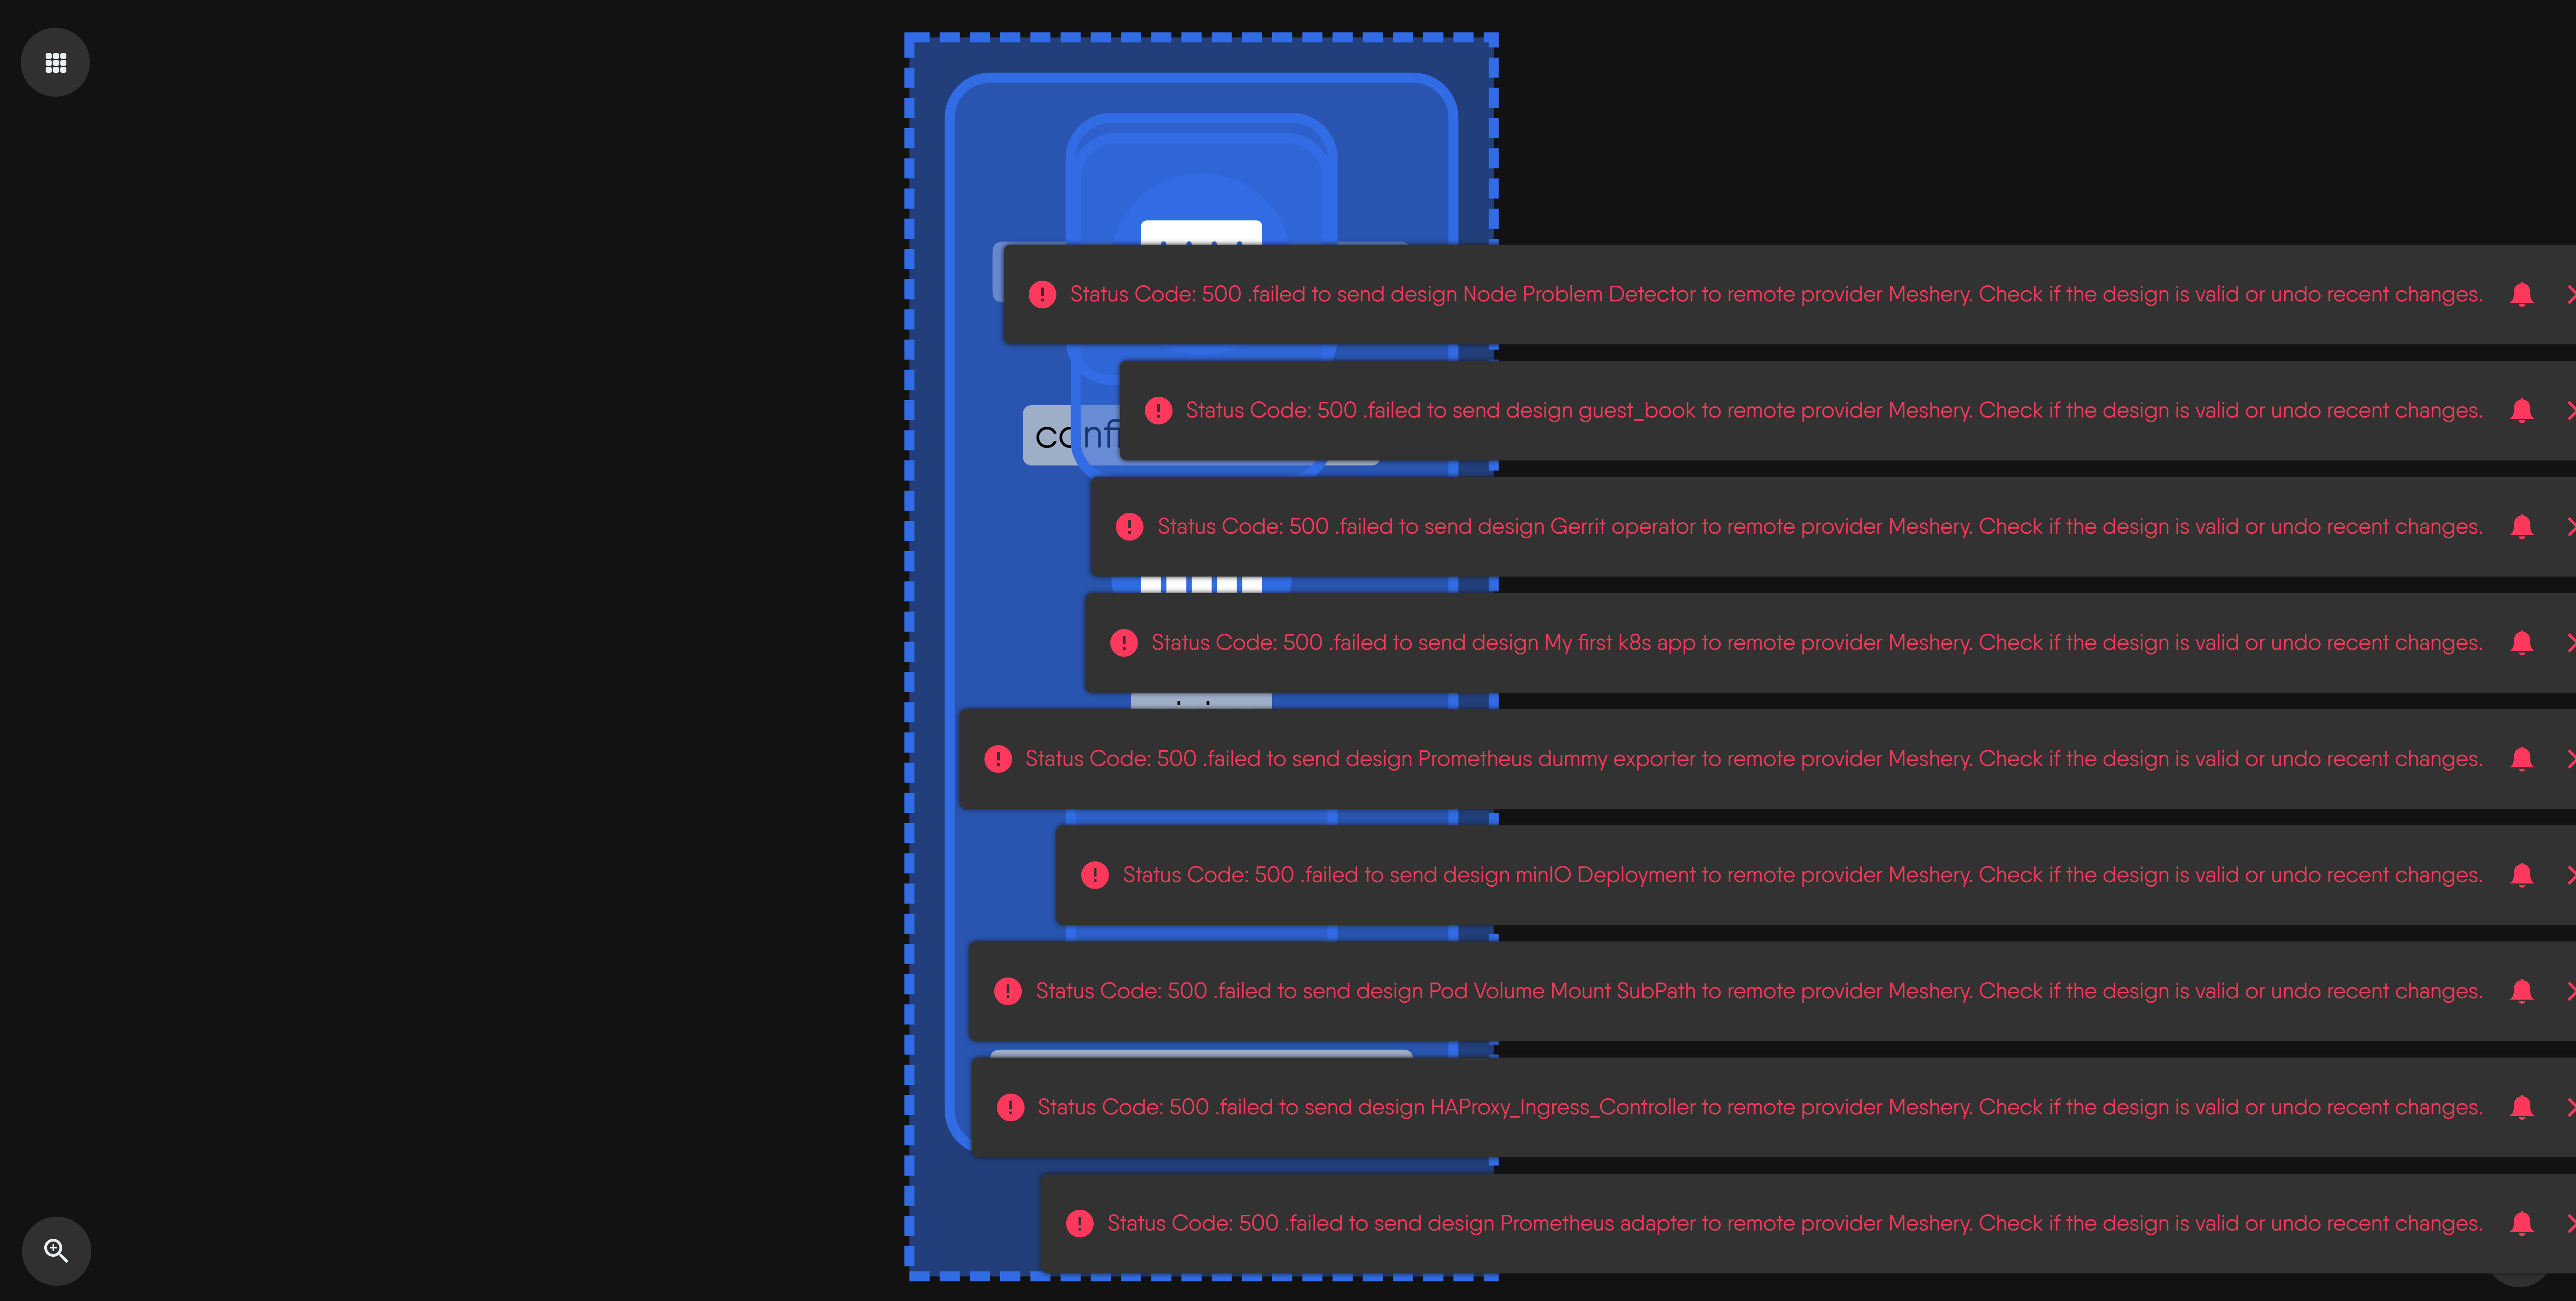 Status Code: 500 .failed to send design Node Problem Detector to remote provider Meshery. Check if the design is valid or undo recent changes.
Status Code: 500 .failed to send design guest_book to remote provider Meshery. Check if the design is valid or undo recent changes.
Status Code: 500 .failed to send design Gerrit operator to remote provider Meshery. Check if the design is valid or undo recent changes.
Status Code: 500 .failed to send design My first k8s app to remote provider Meshery. Check if the design is valid or undo recent changes.
Status Code: 500 .failed to send design Prometheus dummy exporter to remote provider Meshery. Check if the design is valid or undo recent changes.
Status Code: 500 .failed to send design minIO Deployment to remote provider Meshery. Check if the design is valid or undo recent changes.
Status Code: 500 .failed to send design Pod Volume Mount SubPath to remote provider Meshery. Check if the design is valid or undo recent changes.
Status Code: 500 .failed to send design HAProxy_Ingress_Controller to remote provider Meshery. Check if the design is valid or undo recent changes.
Status Code: 500 .failed to send design Prometheus adapter to remote provider Meshery. Check if the design is valid or undo recent changes.